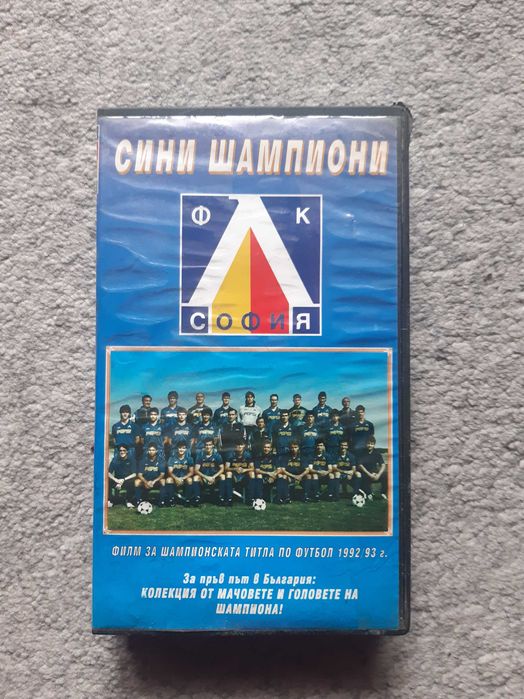 СИНИ ШАМПИОНИ
Ф К
СОФИЯ
ФИЛМ ЗА ШАМПИОНСКАТА ТИТЛА ПО ФУТБОЛ 1992/93 г.
За пръв път в България:
КОЛЕКЦИЯ ОТ МАЧОВЕТЕ И ГОЛОВЕТЕ НА
ШАМПИОНА!